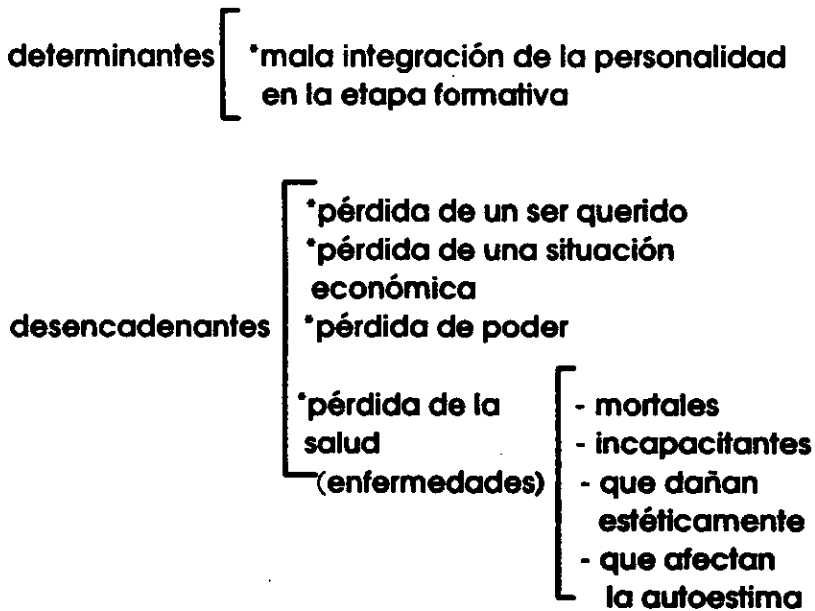 determinantes *mala integración de la personalidad
en la etapa formativa
*pérdida de un ser querido
*pérdida de una situación
económica
desencadenantes *pérdida de poder
*pérdida de la - mortales
salud - incapacitantes
(enfermedades) - que dañan
estéticamente
- que afectan
la autoestima